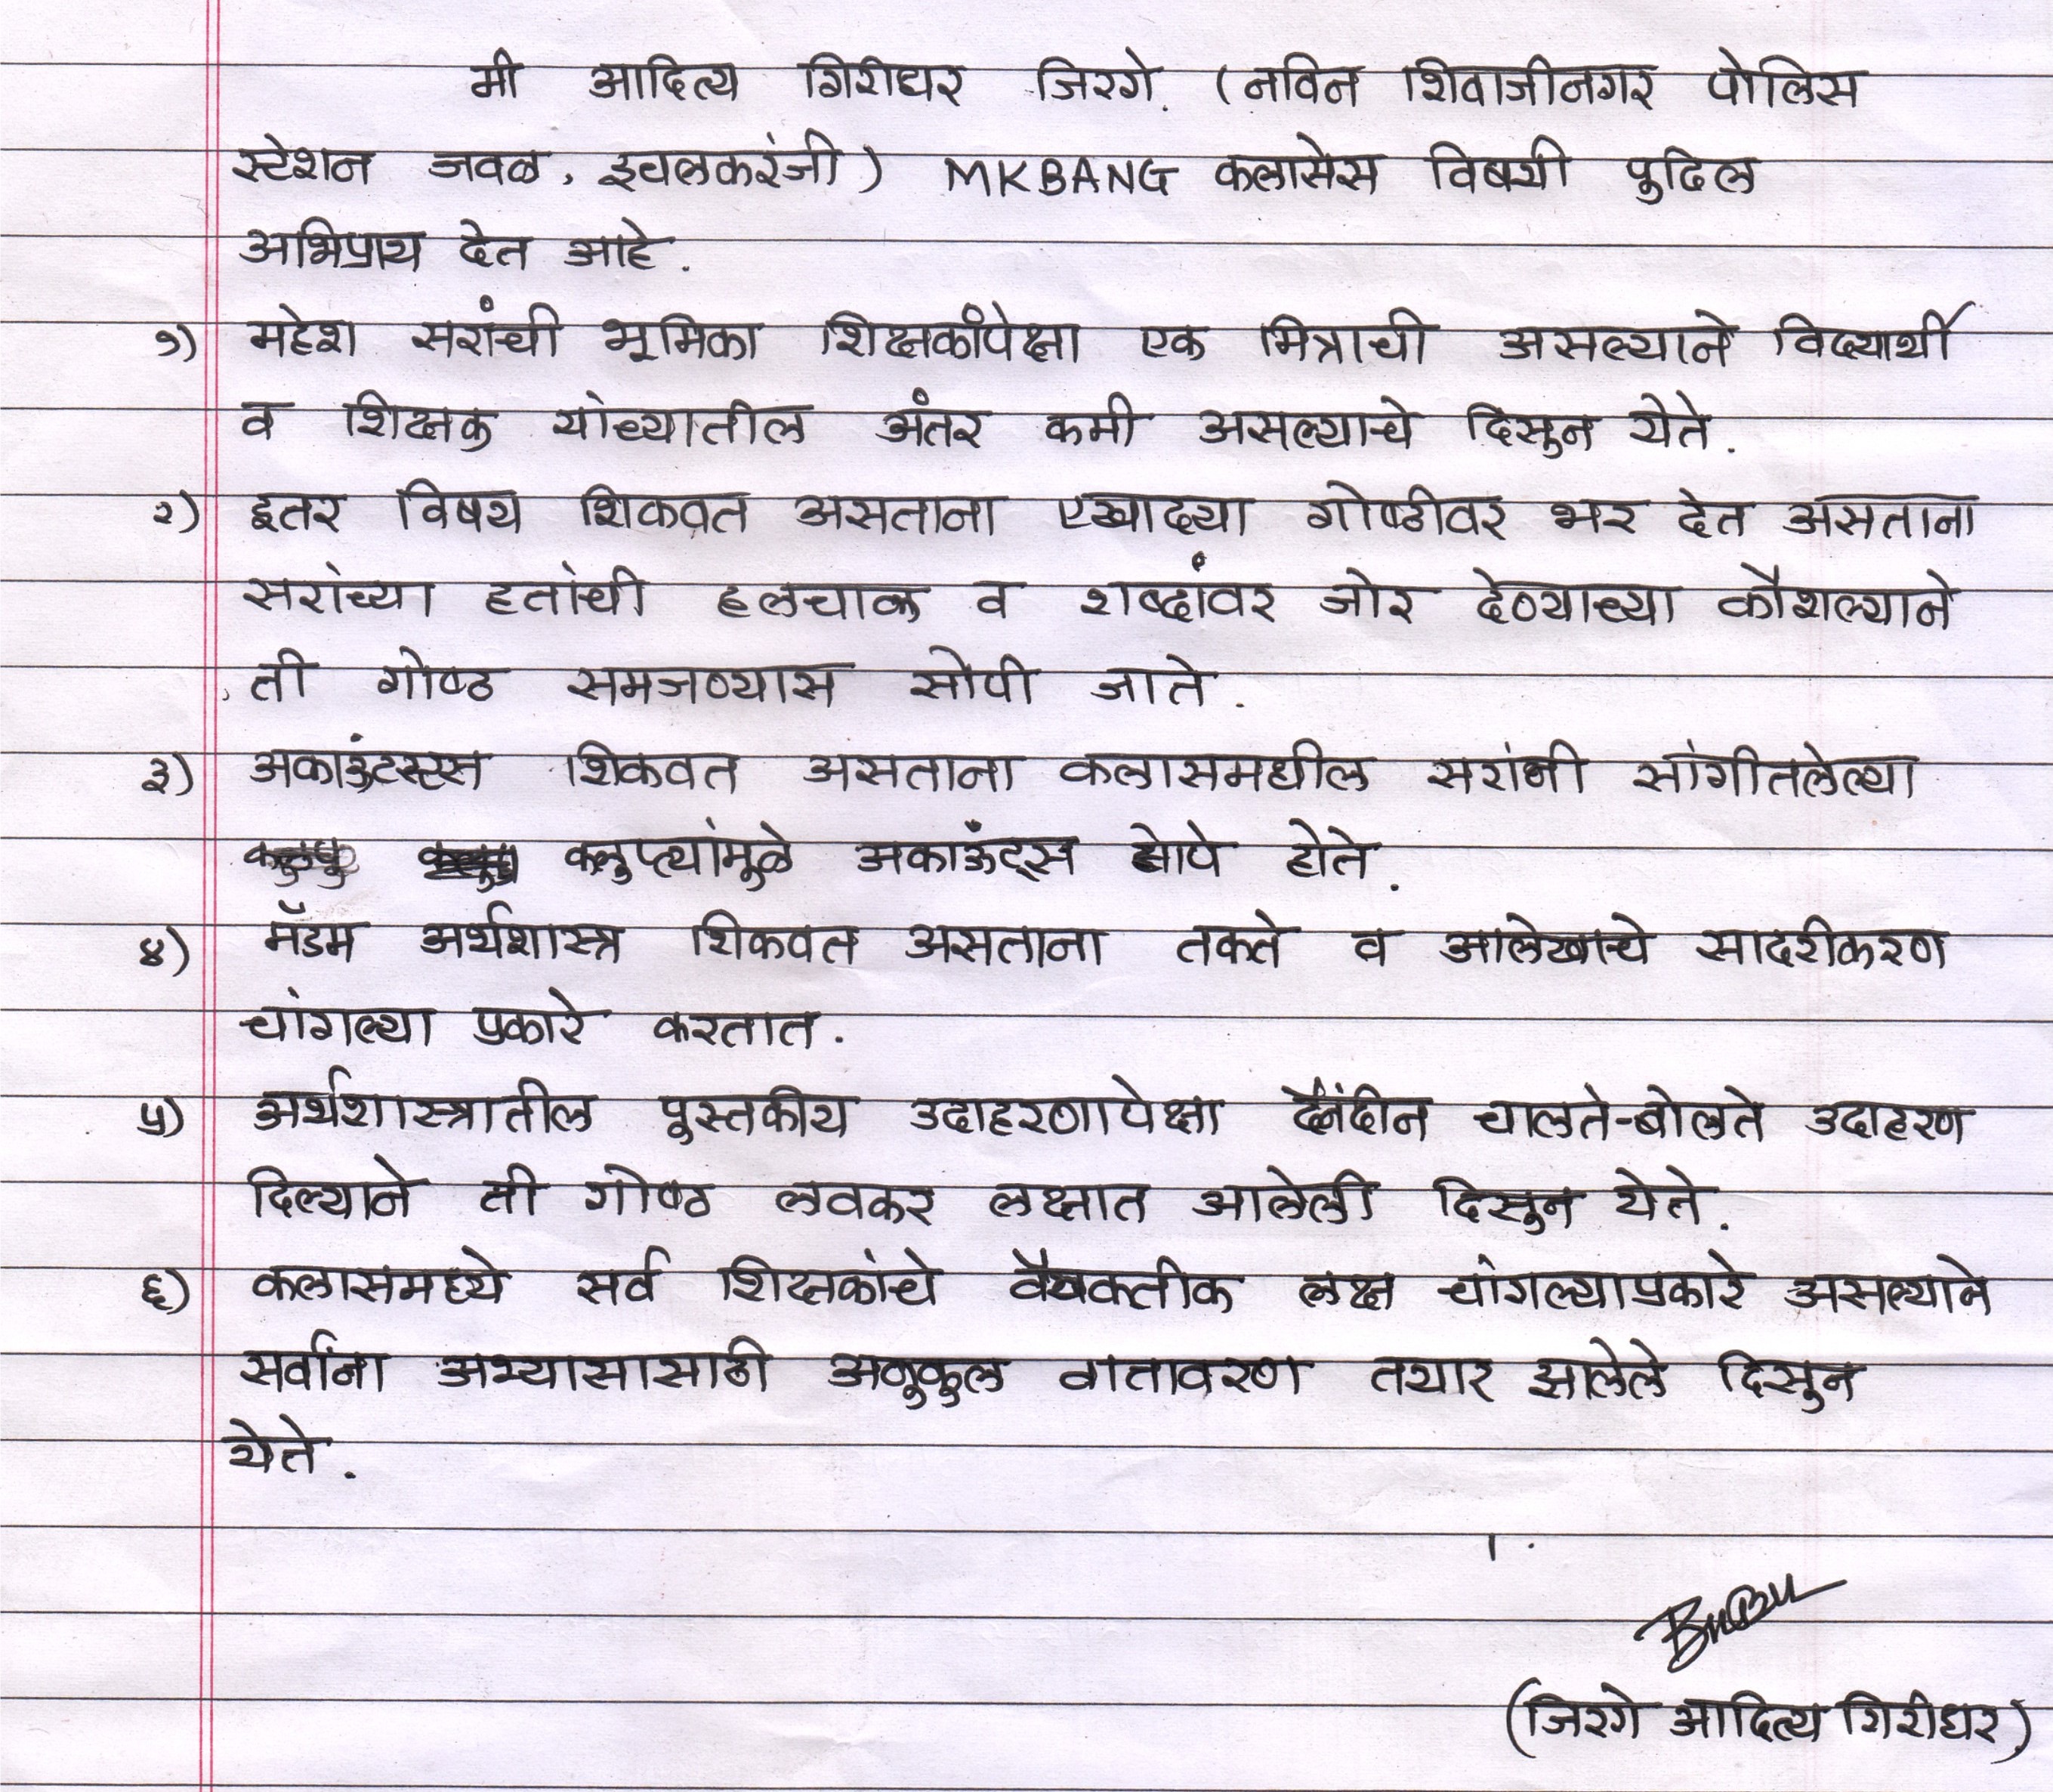 मी आदित्य गिरीधर जिरगे. (नविन शिवाजीनगर पोलिस
स्टेशन जवळ, इचलकरंजी) MKBANG क्लासेस विषयी पुढिल
अभिप्राय देत आहे.
१) महेश सरांची भूमिका शिक्षकांपेक्षा एक मित्राची असल्याने विद्यार्थी
व शिक्षक यांच्यातील अंतर कमी असल्याचे दिसुन येते.
२) इतर विषय शिकवत असताना एखाद्या गोष्ठीवर भर देत असताना
सरांच्या हतांची हलचाल व शब्दांवर जोर देण्याच्या कौशल्याने
ती गोष्ठ समजण्यास सोपी जाते.
३) अकाऊंटस्टस शिकवत असताना क्लासमधील सरांनी सांगीतलेल्या
क्लुप्त्यांमुळे अकाऊंट्स सोपे होते.
४) मॅडम अर्थशास्त्र शिकवत असताना तक्ते व आलेखाचे सादरीकरण
चांगल्या प्रकारे करतात.
५) अर्थशास्त्रातील पुस्तकीय उदाहरणापेक्षा दैनंदीन चालते-बोलते उदाहरण
दिल्याने ती गोष्ठ लवकर लक्षात आलेली दिसुन येते.
६) क्लासमध्ये सर्व शिक्षकांचे वैयक्तीक लक्ष चांगल्याप्रकारे असल्याने
सर्वांना अभ्यासासाठी अनुकुल वातावरण तयार झालेले दिसुन
येते.
(जिरगे आदित्य गिरीधर)